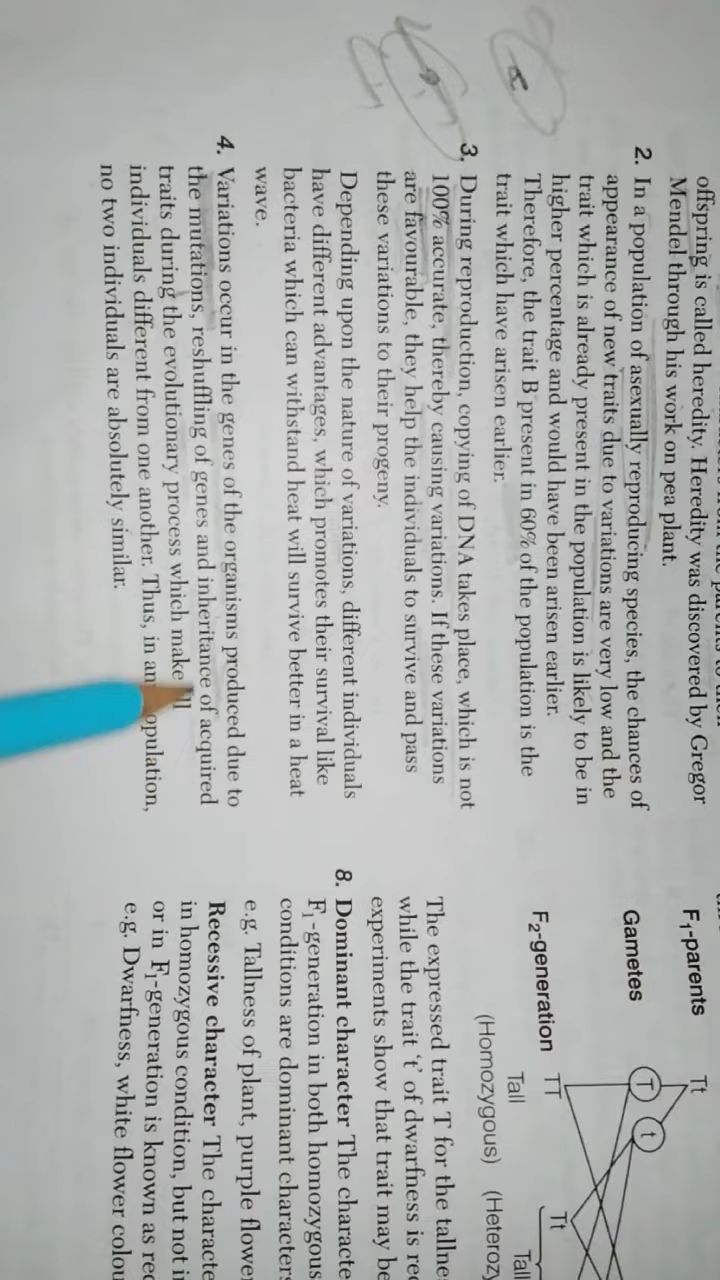 offspring is called heredity. Heredity was discovered by Gregor
Mendel through his work on pea plant.
2. In a population of asexually reproducing species, the chances of
appearance of new traits due to variations are very low and the
trait which is already present in the population is likely to be in
higher percentage and would have been arisen earlier.
Therefore, the trait B present in 60% of the population is the
trait which have arisen earlier.
3. During reproduction, copying of DNA takes place, which is not
100% accurate, thereby causing variations. If these variations
are favourable, they help the individuals to survive and pass
these variations to their progeny.
Depending upon the nature of variations, different individuals
have different advantages, which promotes their survival like
bacteria which can withstand heat will survive better in a heat
wave.
4. Variations occur in the genes of the organisms produced due to
the mutations, reshuffling of genes and inheritance of acquired
traits during the evolutionary process which make
individuals different from one another. Thus, in
no two individuals are absolutely similar.
F₁-parents Tt
Gametes T t
F₂-generation TT Tt
Tall Tall
(Homozygous)
The expressed trait T for the
while the trait 't' of dwarfness is
experiments show that trait may be
8. Dominant character The
F₁-generation in both homozygous
conditions are dominant
e.g. Tallness of plant, purple
Recessive character The
in homozygous condition, but not
or in F₁-generation is known as
e.g. Dwarfness, white flower